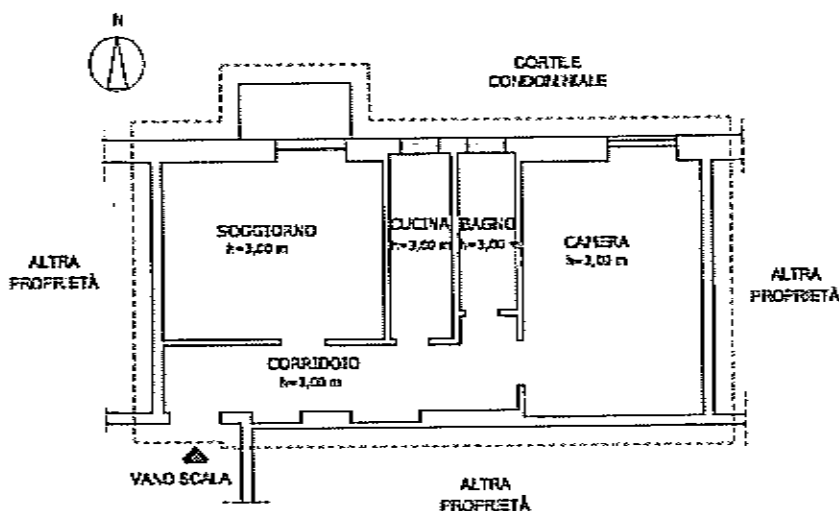 N
CORTILE
CONDOMINIALE
SOGGIORNO
h=3,00 m
CUCINA
h=3,00 m
BAGNO
h=3,00
CAMERA
h=3,00 m
ALTRA
PROPRIETÀ
ALTRA
PROPRIETÀ
CORRIDOIO
h=3,00 m
VANO SCALA
ALTRA
PROPRIETÀ